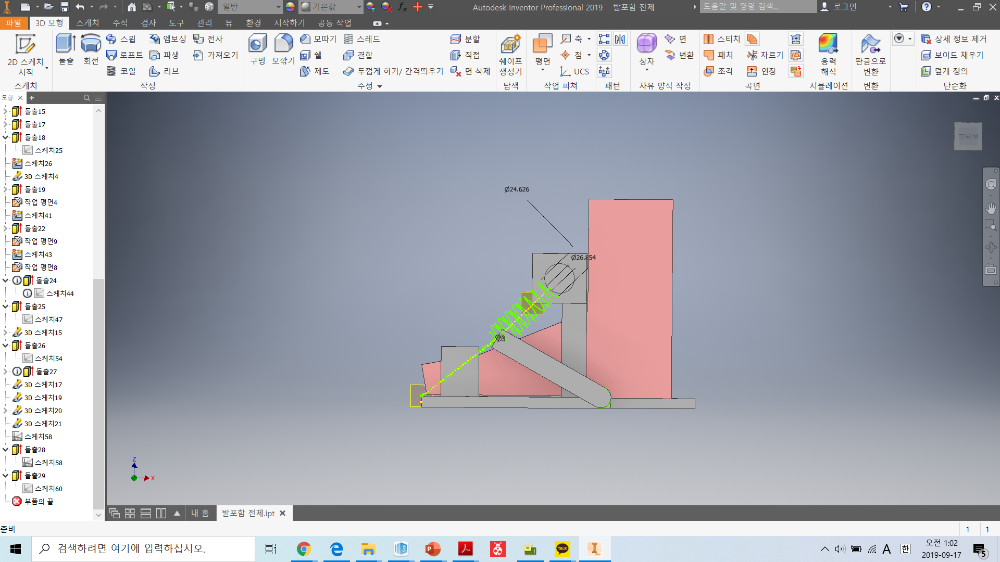 일반
기본값
Autodesk Inventor Professional 2019 발포함 전제
도움말 및 명령 검색...
로그인
파일
3D 모형
스케치
주석
검사
도구
관리
뷰
환경
시작하기
공동 작업
2D 스케치
시작
스케치
돌출
회전
스윕
로프트
코일
엠보싱
파생
리브
전사
가져오기
작성
구멍
모깎기
모따기
쉘
제도
스레드
결합
두껍게 하기/ 간격띄우기
분할
직접
면 삭제
수정
쉐이프
생성기
탐색
평면
축
점
UCS
작업 피쳐
패턴
상자
면
변환
자유 양식 작성
스티치
패치
조각
자르기
연장
곡면
응력
해석
시뮬레이션
판금으로
변환
변환
상세 정보 제거
보이드 채우기
덮개 정의
단순화
모형
돌출15
돌출17
돌출18
스케치25
스케치26
3D 스케치4
돌출19
작업 평면4
스케치41
돌출22
작업 평면9
스케치43
작업 평면8
돌출24
스케치44
돌출25
스케치47
3D 스케치15
돌출26
스케치54
돌출27
3D 스케치17
3D 스케치19
3D 스케치20
3D 스케치21
스케치58
돌출28
스케치58
돌출29
스케치60
부품의 끝
Ø24.626
Ø26.854
Z
X
내 홈
발포함 전제.ipt
준비
1 1
검색하려면 여기에 입력하십시오.
TALK
PRO
A
한
오전 1:02
2019-09-17
5